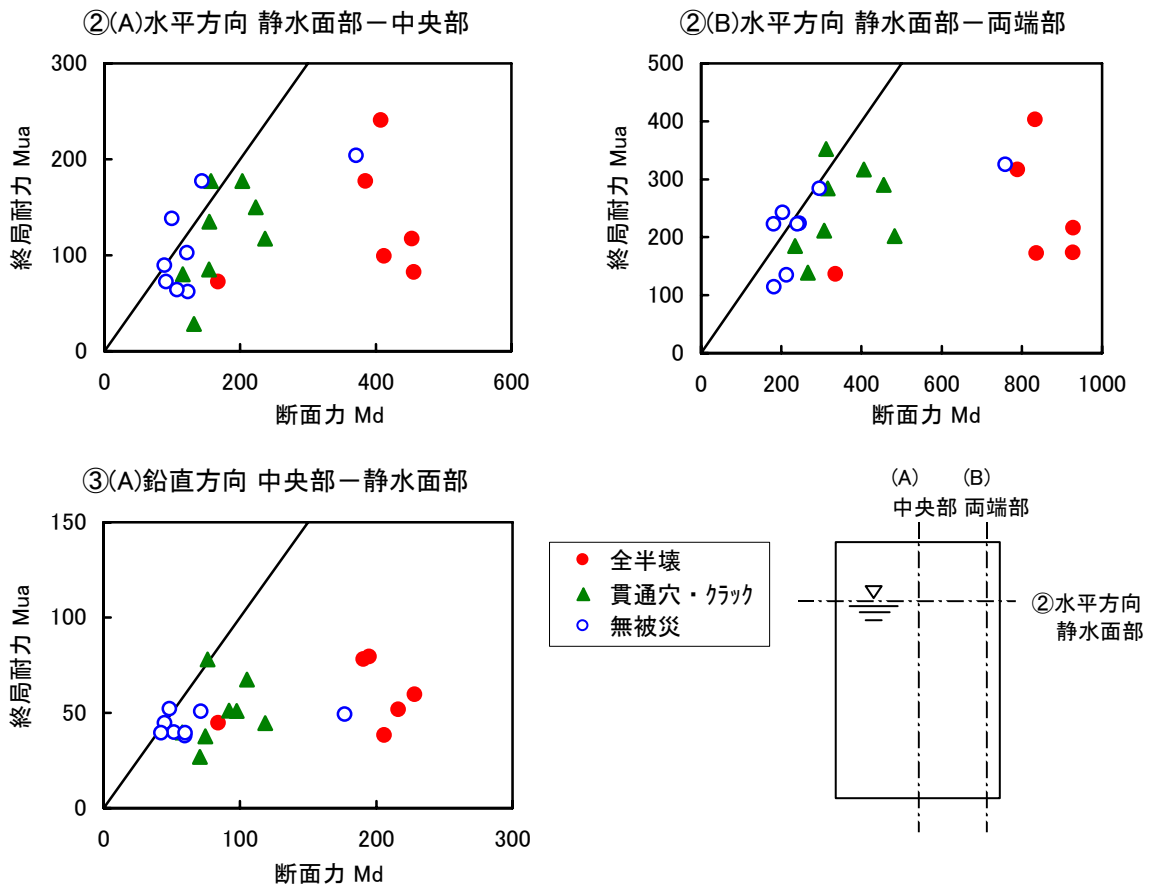 ②(A)水平方向 静水面部－中央部
300
200
100
0
0 200 400 600
終局耐力 Mua
断面力 Md
②(B)水平方向 静水面部－両端部
500
400
300
200
100
0
0 200 400 600 800 1000
終局耐力 Mua
断面力 Md
③(A)鉛直方向 中央部－静水面部
150
100
50
0
0 100 200 300
終局耐力 Mua
断面力 Md
全半壊
貫通穴・ｸﾗｯｸ
無被災
(A) (B)
中央部 両端部
②水平方向
静水面部